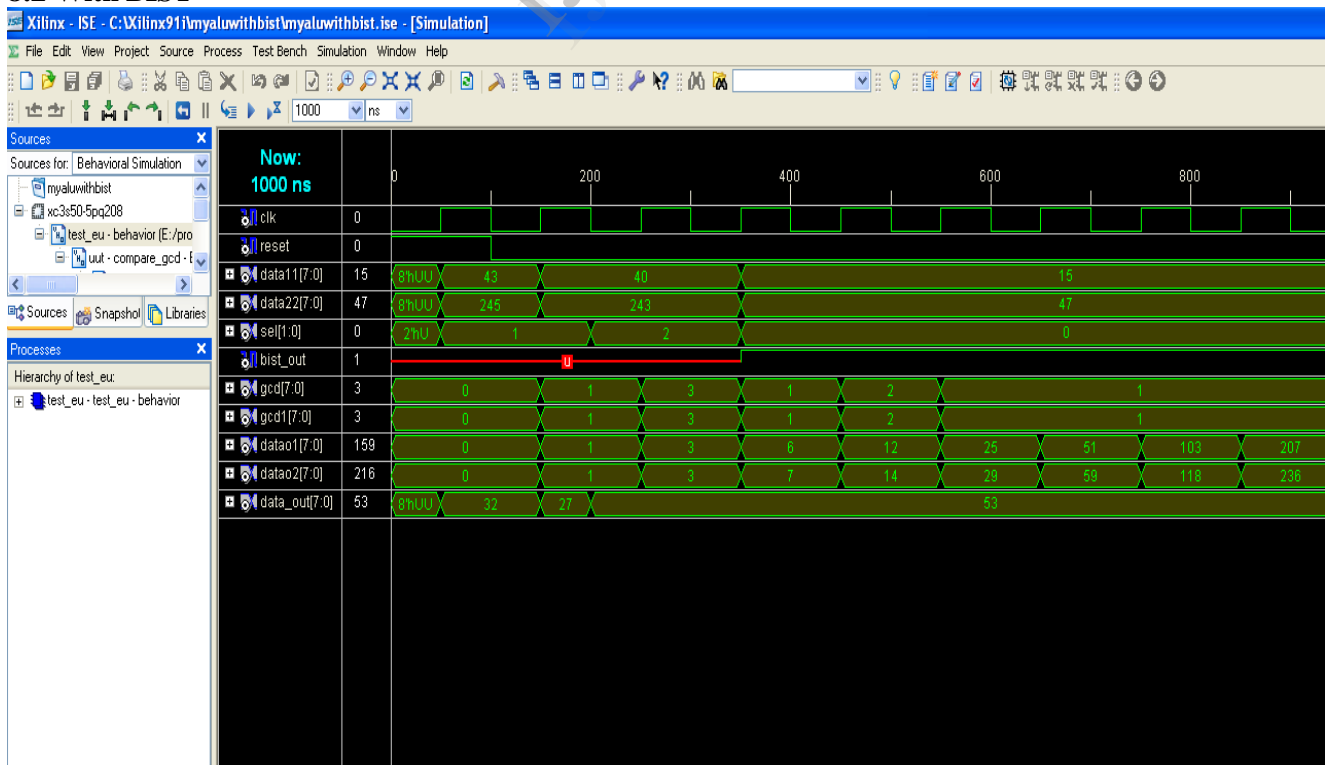 Xilinx - ISE - C:\Xilinx91i\myaluwithbist\myaluwithbist.ise - [Simulation]
File Edit View Project Source Process Test Bench Simulation Window Help
1000 ns
Sources
Sources for: Behavioral Simulation
myaluwithbist
xc3s50-5pq208
test_eu - behavior (E:/pro
uut - compare_gcd - E
Sources Snapshot Libraries
Processes
Hierarchy of test_eu:
test_eu - test_eu - behavior
Now:
1000 ns
0 200 400 600 800
clk 0
reset 0
data11[7:0] 15 8'hUU 43 40 15
data22[7:0] 47 8'hUU 245 243 47
sel[1:0] 0 2'hU 1 2 0
bist_out 1 U
gcd[7:0] 3 0 1 3 1 2 1
gcd1[7:0] 3 0 1 3 1 2 1
datao1[7:0] 159 0 1 3 6 12 25 51 103 207
datao2[7:0] 216 0 1 3 7 14 29 59 118 236
data_out[7:0] 53 8'hUU 32 27 53